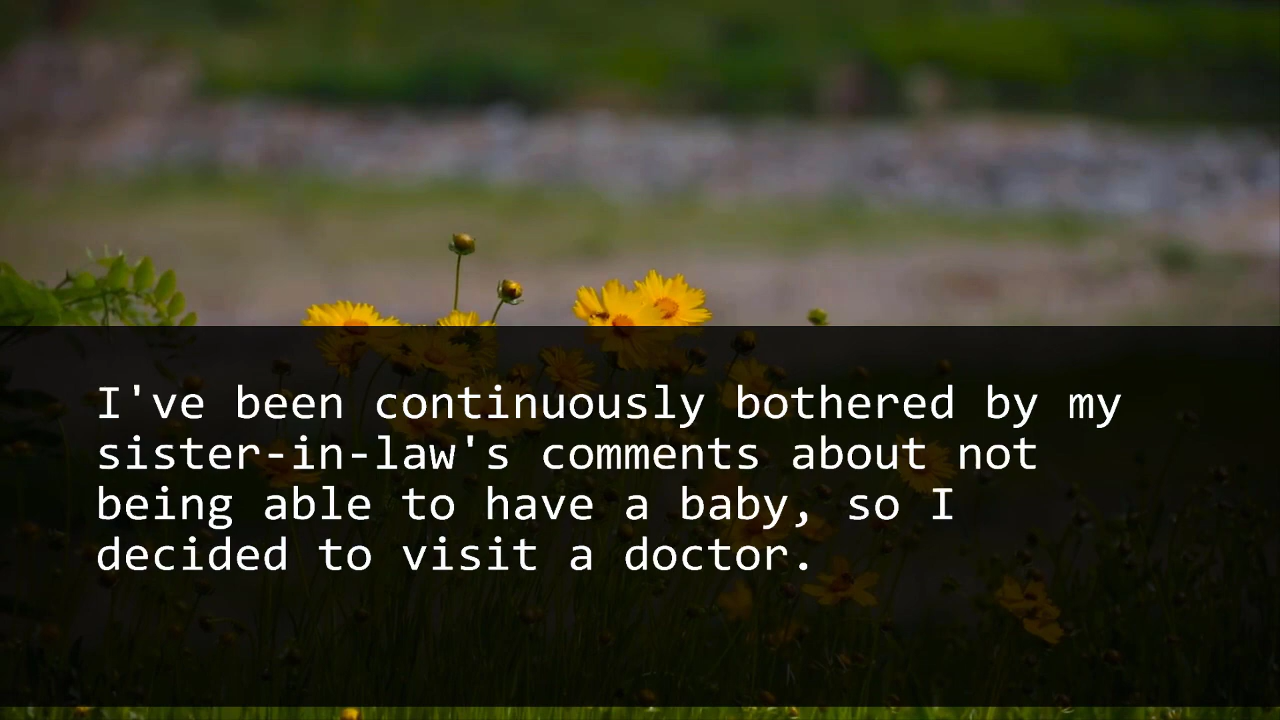 I've been continuously bothered by my
sister-in-law's comments about not
being able to have a baby, so I
decided to visit a doctor.